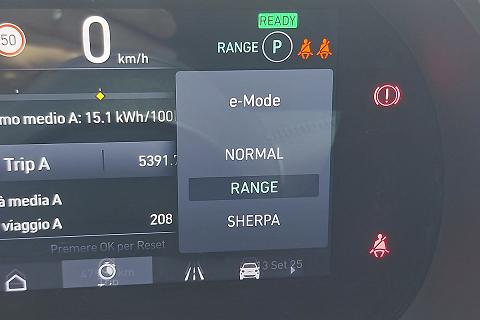 READY
50
0
km/h
RANGE P
e-Mode
mo medio A: 15.1 kWh/100
NORMAL
Trip A
5391.
RANGE
à media A
viaggio A
208
SHERPA
Premere OK per Reset
13 Set 25